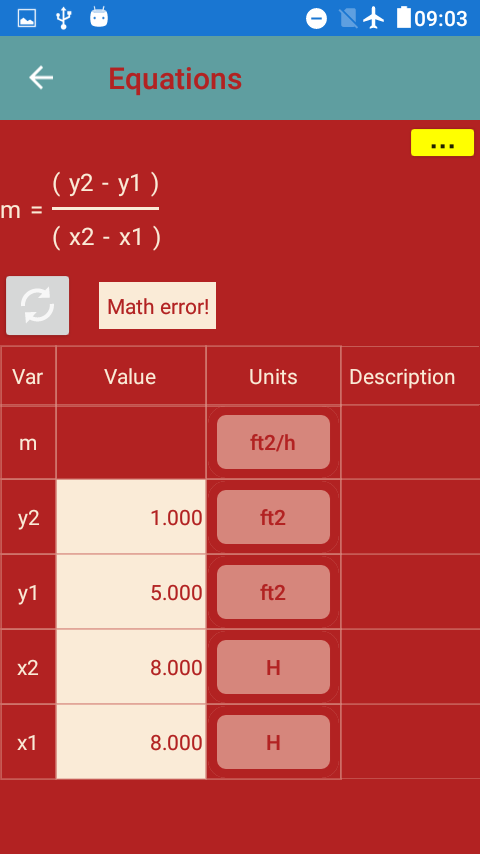 09:03
Equations
...
( y2 - y1 )
m =
( x2 - x1 )
Math error!
Var Value Units Description
m ft2/h
y2 1.000 ft2
y1 5.000 ft2
x2 8.000 H
x1 8.000 H